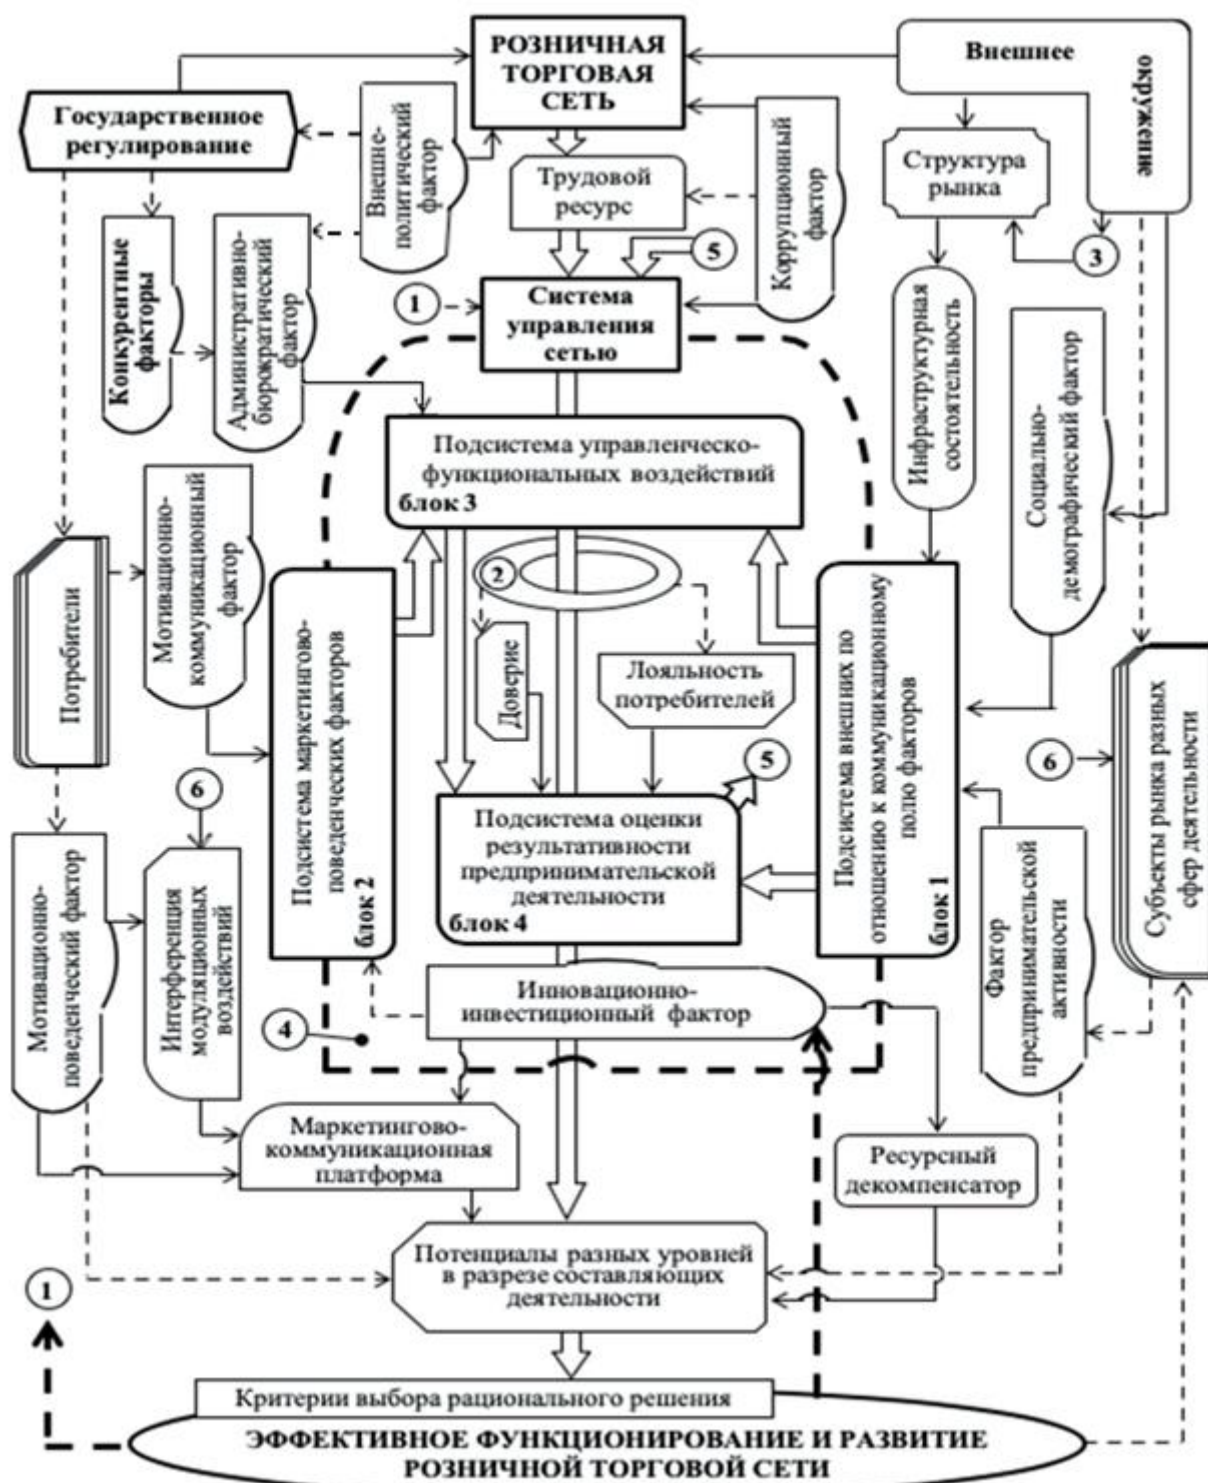 РОЗНИЧНАЯ
ТОРГОВАЯ
СЕТЬ
Внешнее
окружение
Государственное
регулирование
Внешне-
политический
фактор
Трудовой
ресурс
Коррупционный
фактор
Структура
рынка
3
5
1
Система
управления
сетью
Конкурентные
факторы
Административно-
бюрократический
фактор
Инфраструктурная
состоятельность
Социально-
демографический фактор
Подсистема управленческо-
функциональных воздействий
блок 3
Потребители
Мотивационно-
коммуникационный
фактор
2
Доверие
Лояльность
потребителей
Подсистема маркетингово-
поведенческих факторов
блок 2
Подсистема внешних по
отношению к коммуникационному
полю факторов
блок 1
6
5
6
Субъекты рынка разных
сфер деятельности
Подсистема оценки
результативности
предпринимательской
деятельности
блок 4
Мотивационно-
поведенческий фактор
Интерференция
модуляционных
воздействий
Фактор
предпринимательской
активности
4
Инновационно-
инвестиционный фактор
Маркетингово-
коммуникационная
платформа
Ресурсный
декомпенсатор
Потенциалы разных уровней
в разрезе составляющих
деятельности
1
Критерии выбора рационального решения
ЭФФЕКТИВНОЕ ФУНКЦИОНИРОВАНИЕ И РАЗВИТИЕ
РОЗНИЧНОЙ ТОРГОВОЙ СЕТИ